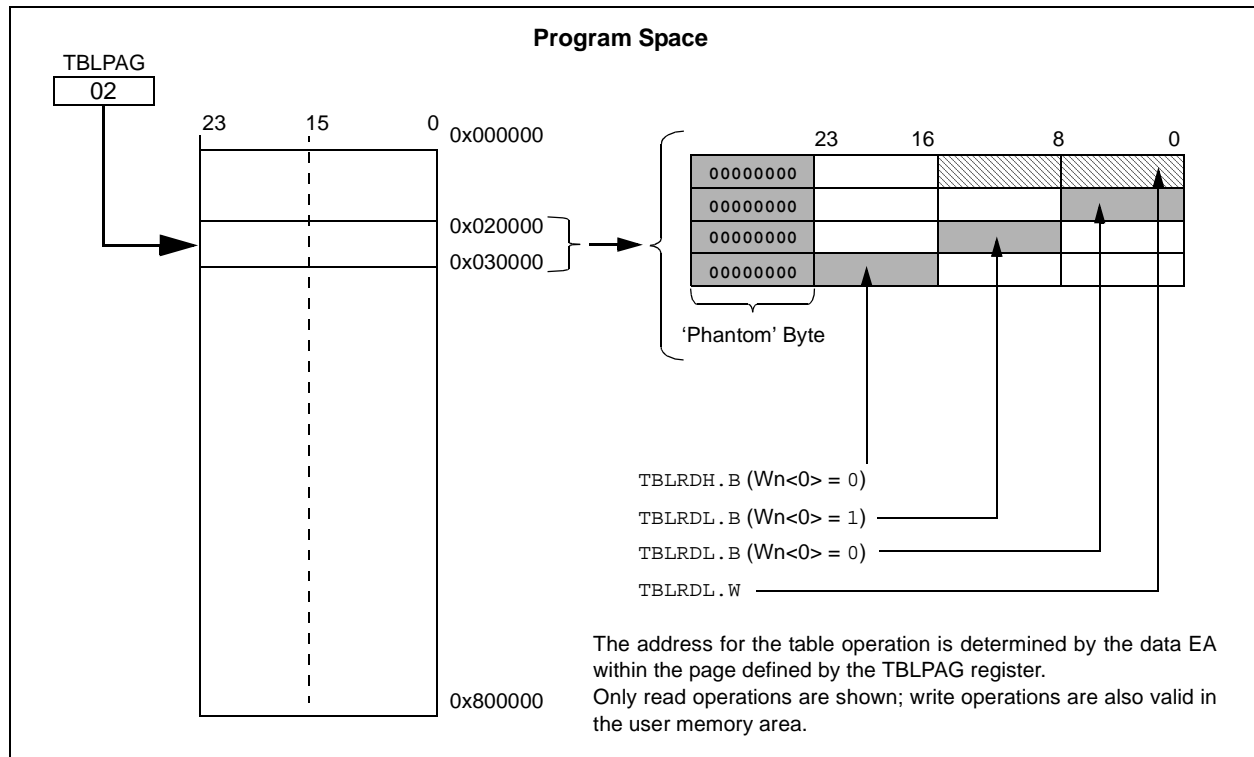 Program Space
TBLPAG
02
23 15 0
0x000000
0x020000
0x030000
0x800000
23 16 8 0
00000000
00000000
00000000
00000000
‘Phantom’ Byte
TBLRDH.B (Wn<0> = 0)
TBLRDL.B (Wn<0> = 1)
TBLRDL.B (Wn<0> = 0)
TBLRDL.W
The address for the table operation is determined by the data EA
within the page defined by the TBLPAG register.
Only read operations are shown; write operations are also valid in
the user memory area.